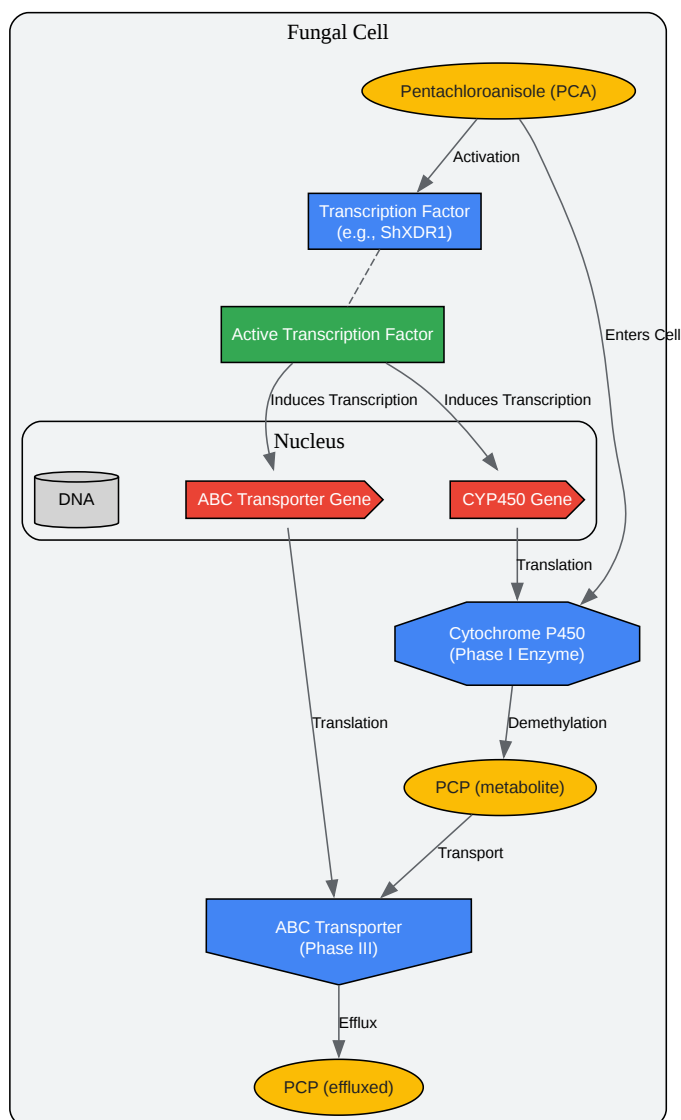 Fungal Cell
Pentachloroanisole (PCA)
Activation
Transcription Factor
(e.g., ShXDR1)
Active Transcription Factor
Enters Cell
Induces Transcription
Induces Transcription
Nucleus
DNA
ABC Transporter Gene
CYP450 Gene
Translation
Cytochrome P450
(Phase I Enzyme)
Translation
Demethylation
PCP (metabolite)
Transport
ABC Transporter
(Phase III)
Efflux
PCP (effluxed)